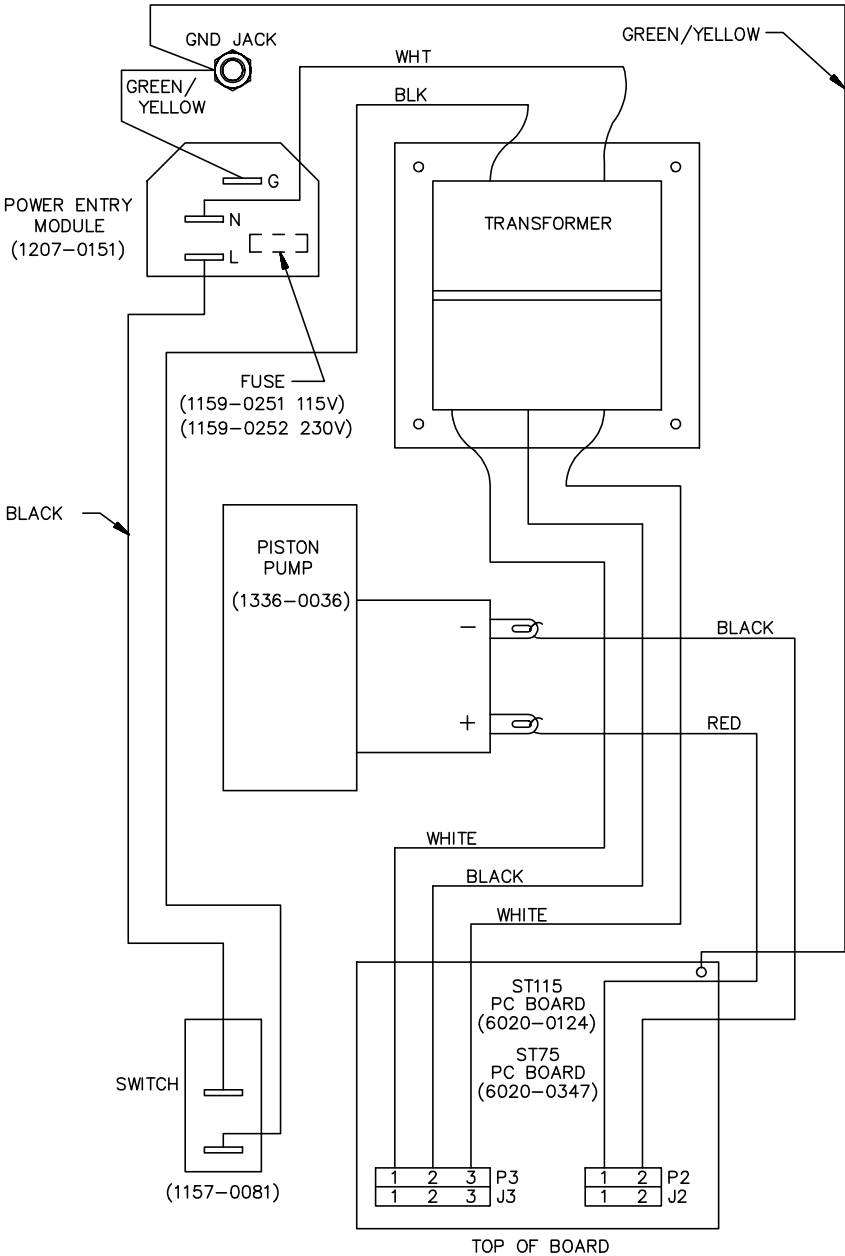 GND JACK
GREEN/YELLOW
WHT
GREEN/
YELLOW
BLK
G
POWER ENTRY
MODULE
(1207-0151)
N
L
TRANSFORMER
FUSE
(1159-0251 115V)
(1159-0252 230V)
BLACK
PISTON
PUMP
(1336-0036)
-
BLACK
+
RED
WHITE
BLACK
WHITE
ST115
PC BOARD
(6020-0124)
ST75
PC BOARD
(6020-0347)
SWITCH
(1157-0081)
1 2 3 P3
1 2 3 J3
1 2 P2
1 2 J2
TOP OF BOARD